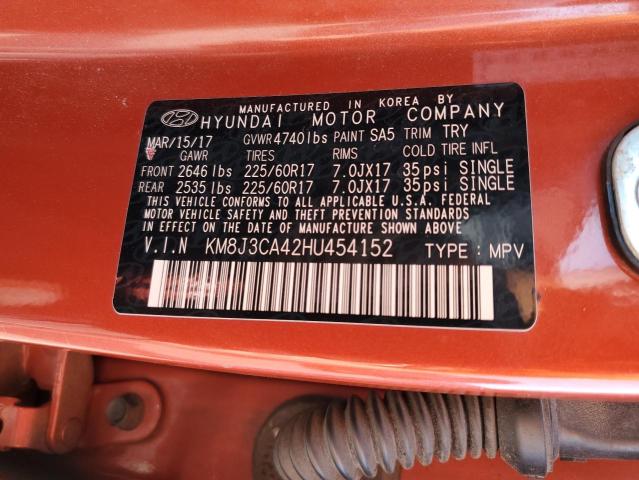 MANUFACTURED IN KOREA BY
HYUNDAI MOTOR COMPANY
MAR/15/17 GVWR 4740lbs PAINT SA5 TRIM TRY
GAWR TIRES RIMS COLD TIRE INFL
FRONT 2646 lbs 225/60R17 7.0JX17 35psi SINGLE
REAR 2535 lbs 225/60R17 7.0JX17 35psi SINGLE
THIS VEHICLE CONFORMS TO ALL APPLICABLE U.S.A. FEDERAL
MOTOR VEHICLE SAFETY AND THEFT PREVENTION STANDARDS
IN EFFECT ON THE DATE OF MANUFACTURE SHOWN ABOVE.
V.I.N KM8J3CA42HU454152 TYPE : MPV